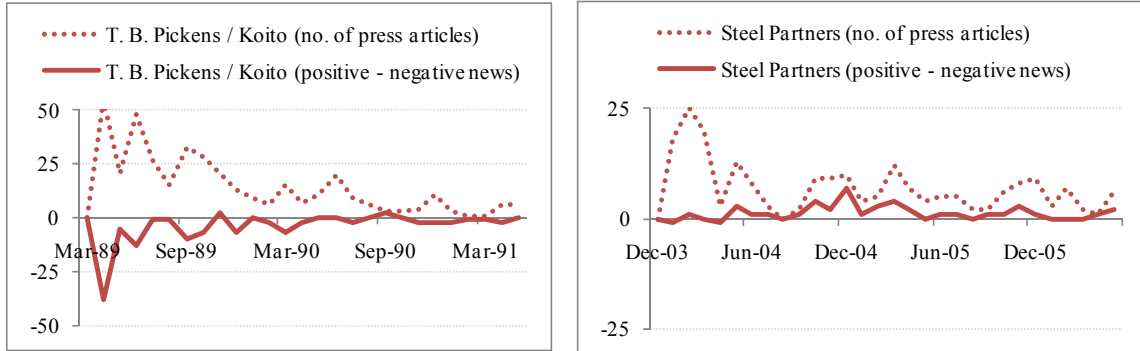 T. B. Pickens / Koito (no. of press articles)
T. B. Pickens / Koito (positive - negative news)
50
25
0
-25
-50
Mar-89 Sep-89 Mar-90 Sep-90 Mar-91
Steel Partners (no. of press articles)
Steel Partners (positive - negative news)
25
0
-25
Dec-03 Jun-04 Dec-04 Jun-05 Dec-05